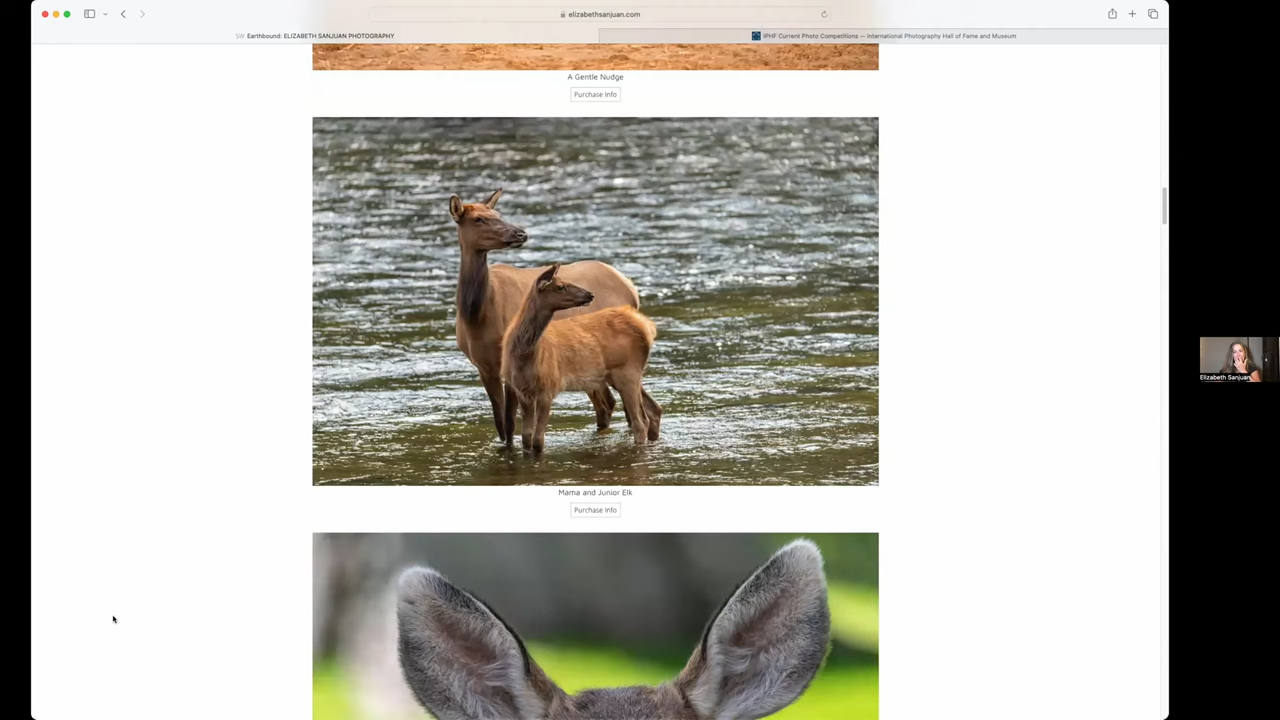 elizabethsanjuan.com
SW Earthbound: ELIZABETH SANJUAN PHOTOGRAPHY
IPHF Current Photo Competitions — International Photography Hall of Fame and Museum
A Gentle Nudge
Purchase Info
Elizabeth Sanjuan
Mama and Junior Elk
Purchase Info